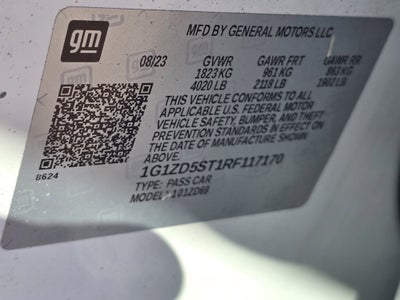 gm
MFD BY GENERAL MOTORS LLC
08/23 GVWR GAWR FRT GAWR RR
1823 KG 961 KG 862 KG
4020 LB 2118 LB 1902 LB
THIS VEHICLE CONFORMS TO ALL
APPLICABLE U.S. FEDERAL MOTOR
VEHICLE SAFETY, BUMPER, AND THEFT
PREVENTION STANDARDS IN EFFECT ON
THE DATE OF MANUFACTURE SHOWN
ABOVE.
8624
1G1ZD5ST1RF117170
TYPE: PASS CAR
MODEL: 101ZD69